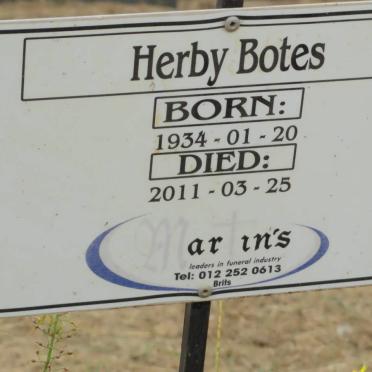 Herby Botes
BORN:
1934-01-20
DIED:
2011-03-25
Martin's
leaders in funeral industry
Tel: 012 252 0613
Brits